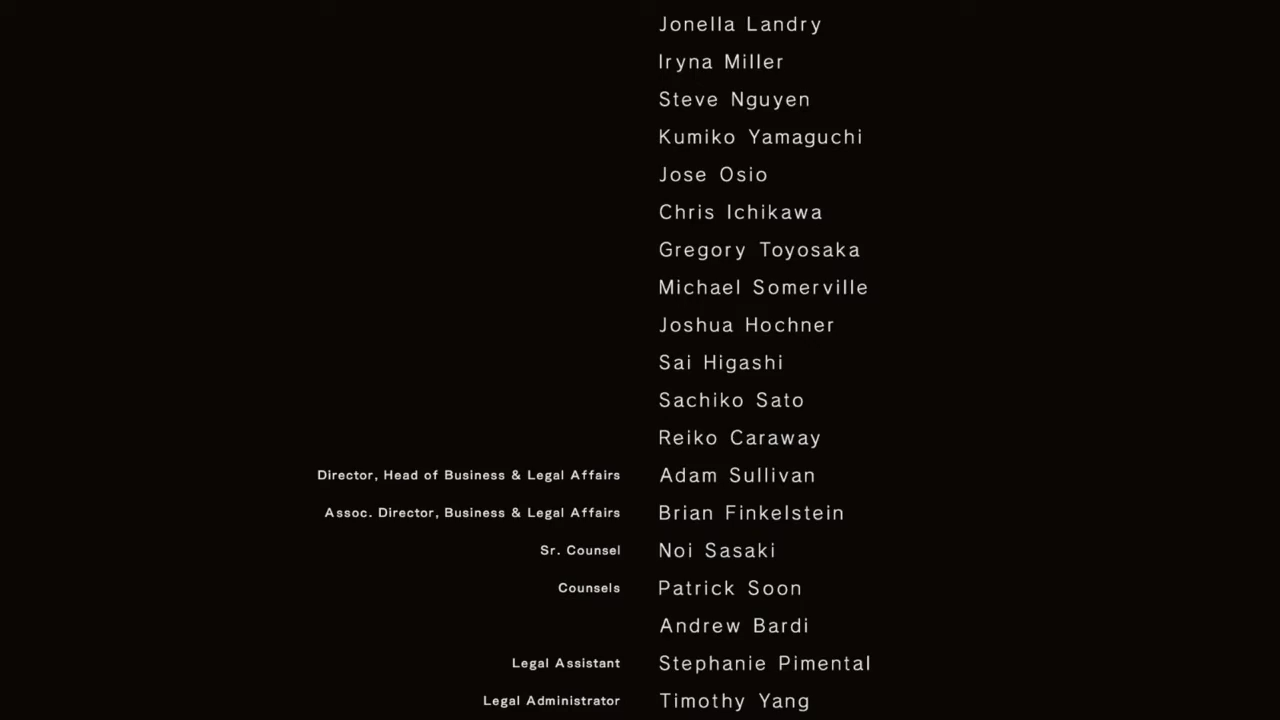 Jonella Landry
Iryna Miller
Steve Nguyen
Kumiko Yamaguchi
Jose Osio
Chris Ichikawa
Gregory Toyosaka
Michael Somerville
Joshua Hochner
Sai Higashi
Sachiko Sato
Reiko Caraway
Director, Head of Business & Legal Affairs Adam Sullivan
Assoc. Director, Business & Legal Affairs Brian Finkelstein
Sr. Counsel Noi Sasaki
Counsels Patrick Soon
Andrew Bardi
Legal Assistant Stephanie Pimental
Legal Administrator Timothy Yang